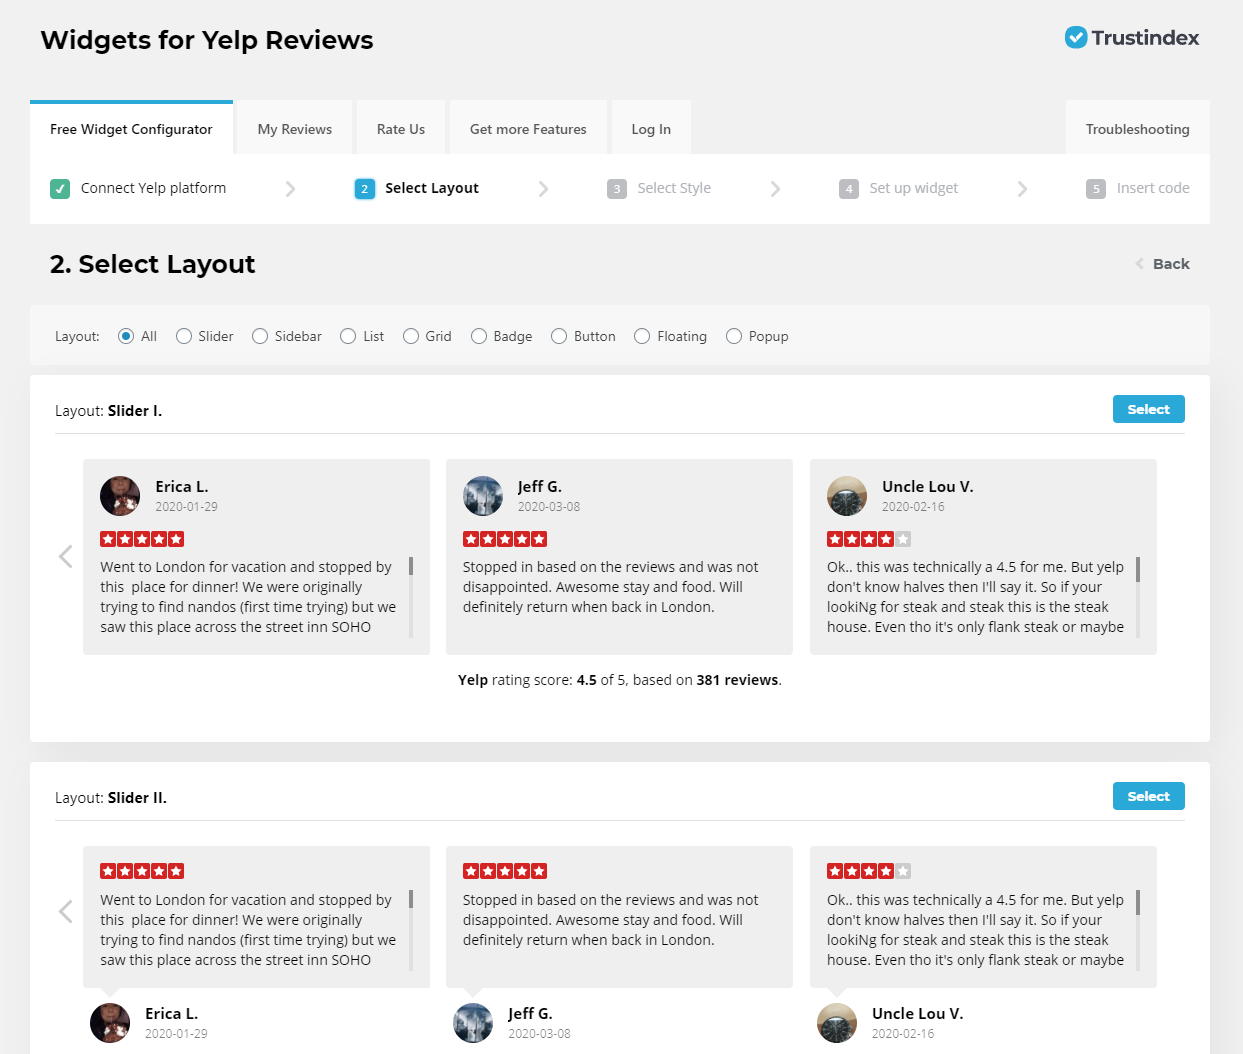 Widgets for Yelp Reviews
Trustindex
Free Widget Configurator
My Reviews
Rate Us
Get more Features
Log In
Troubleshooting
Connect Yelp platform
2 Select Layout
3 Select Style
4 Set up widget
5 Insert code
2. Select Layout
Back
Layout: All Slider Sidebar List Grid Badge Button Floating Popup
Layout: Slider I.
Select
Erica L.
2020-01-29
Went to London for vacation and stopped by
this place for dinner! We were originally
trying to find nandos (first time trying) but we
saw this place across the street inn SOHO
Jeff G.
2020-03-08
Stopped in based on the reviews and was not
disappointed. Awesome stay and food. Will
definitely return when back in London.
Uncle Lou V.
2020-02-16
Ok.. this was technically a 4.5 for me. But yelp
don't know halves then I'll say it. So if your
lookiNg for steak and steak this is the steak
house. Even tho it's only flank steak or maybe
Yelp rating score: 4.5 of 5, based on 381 reviews.
Layout: Slider II.
Select
Went to London for vacation and stopped by
this place for dinner! We were originally
trying to find nandos (first time trying) but we
saw this place across the street inn SOHO
Erica L.
2020-01-29
Stopped in based on the reviews and was not
disappointed. Awesome stay and food. Will
definitely return when back in London.
Jeff G.
2020-03-08
Ok.. this was technically a 4.5 for me. But yelp
don't know halves then I'll say it. So if your
lookiNg for steak and steak this is the steak
house. Even tho it's only flank steak or maybe
Uncle Lou V.
2020-02-16